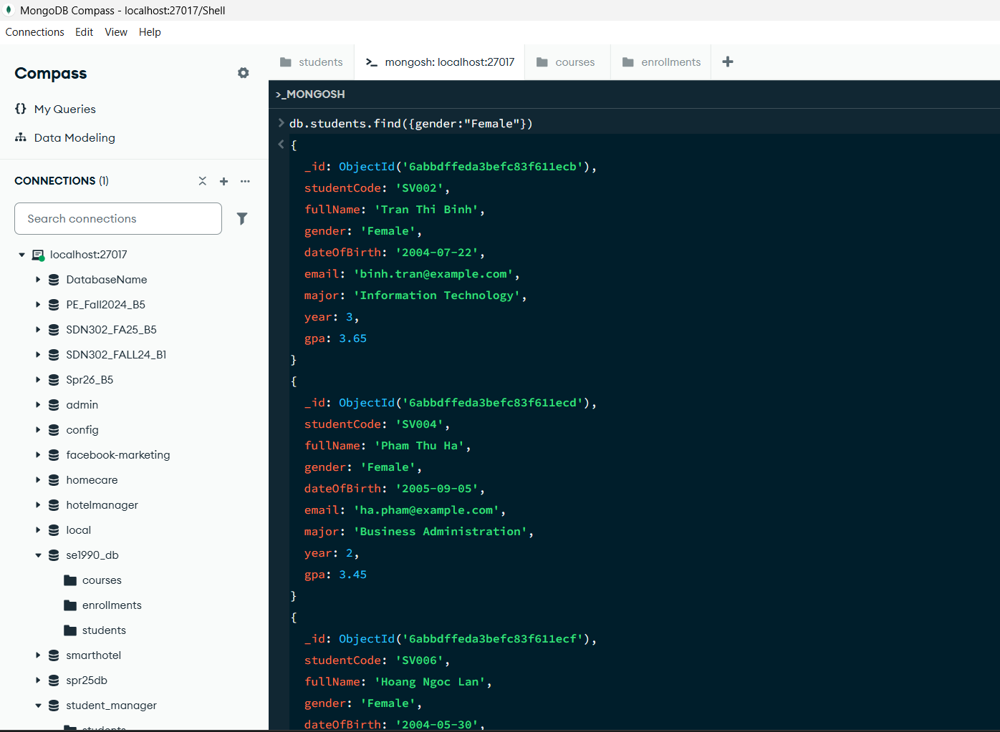 MongoDB Compass - localhost:27017/Shell
Connections Edit View Help
Compass
My Queries
Data Modeling
CONNECTIONS (1)
Search connections
localhost:27017
DatabaseName
PE_Fall2024_B5
SDN302_FA25_B5
SDN302_FALL24_B1
Spr26_B5
admin
config
facebook-marketing
homecare
hotelmanager
local
se1990_db
courses
enrollments
students
smarthotel
spr25db
student_manager
students
students
>_ mongosh: localhost:27017
courses
enrollments
>_MONGOSH
db.students.find({gender:"Female"})
{
_id: ObjectId('6abbdffeda3befc83f611ecb'),
studentCode: 'SV002',
fullName: 'Tran Thi Binh',
gender: 'Female',
dateOfBirth: '2004-07-22',
email: 'binh.tran@example.com',
major: 'Information Technology',
year: 3,
gpa: 3.65
}
{
_id: ObjectId('6abbdffeda3befc83f611ecd'),
studentCode: 'SV004',
fullName: 'Pham Thu Ha',
gender: 'Female',
dateOfBirth: '2005-09-05',
email: 'ha.pham@example.com',
major: 'Business Administration',
year: 2,
gpa: 3.45
}
{
_id: ObjectId('6abbdffeda3befc83f611ecf'),
studentCode: 'SV006',
fullName: 'Hoang Ngoc Lan',
gender: 'Female',
dateOfBirth: '2004-05-30',